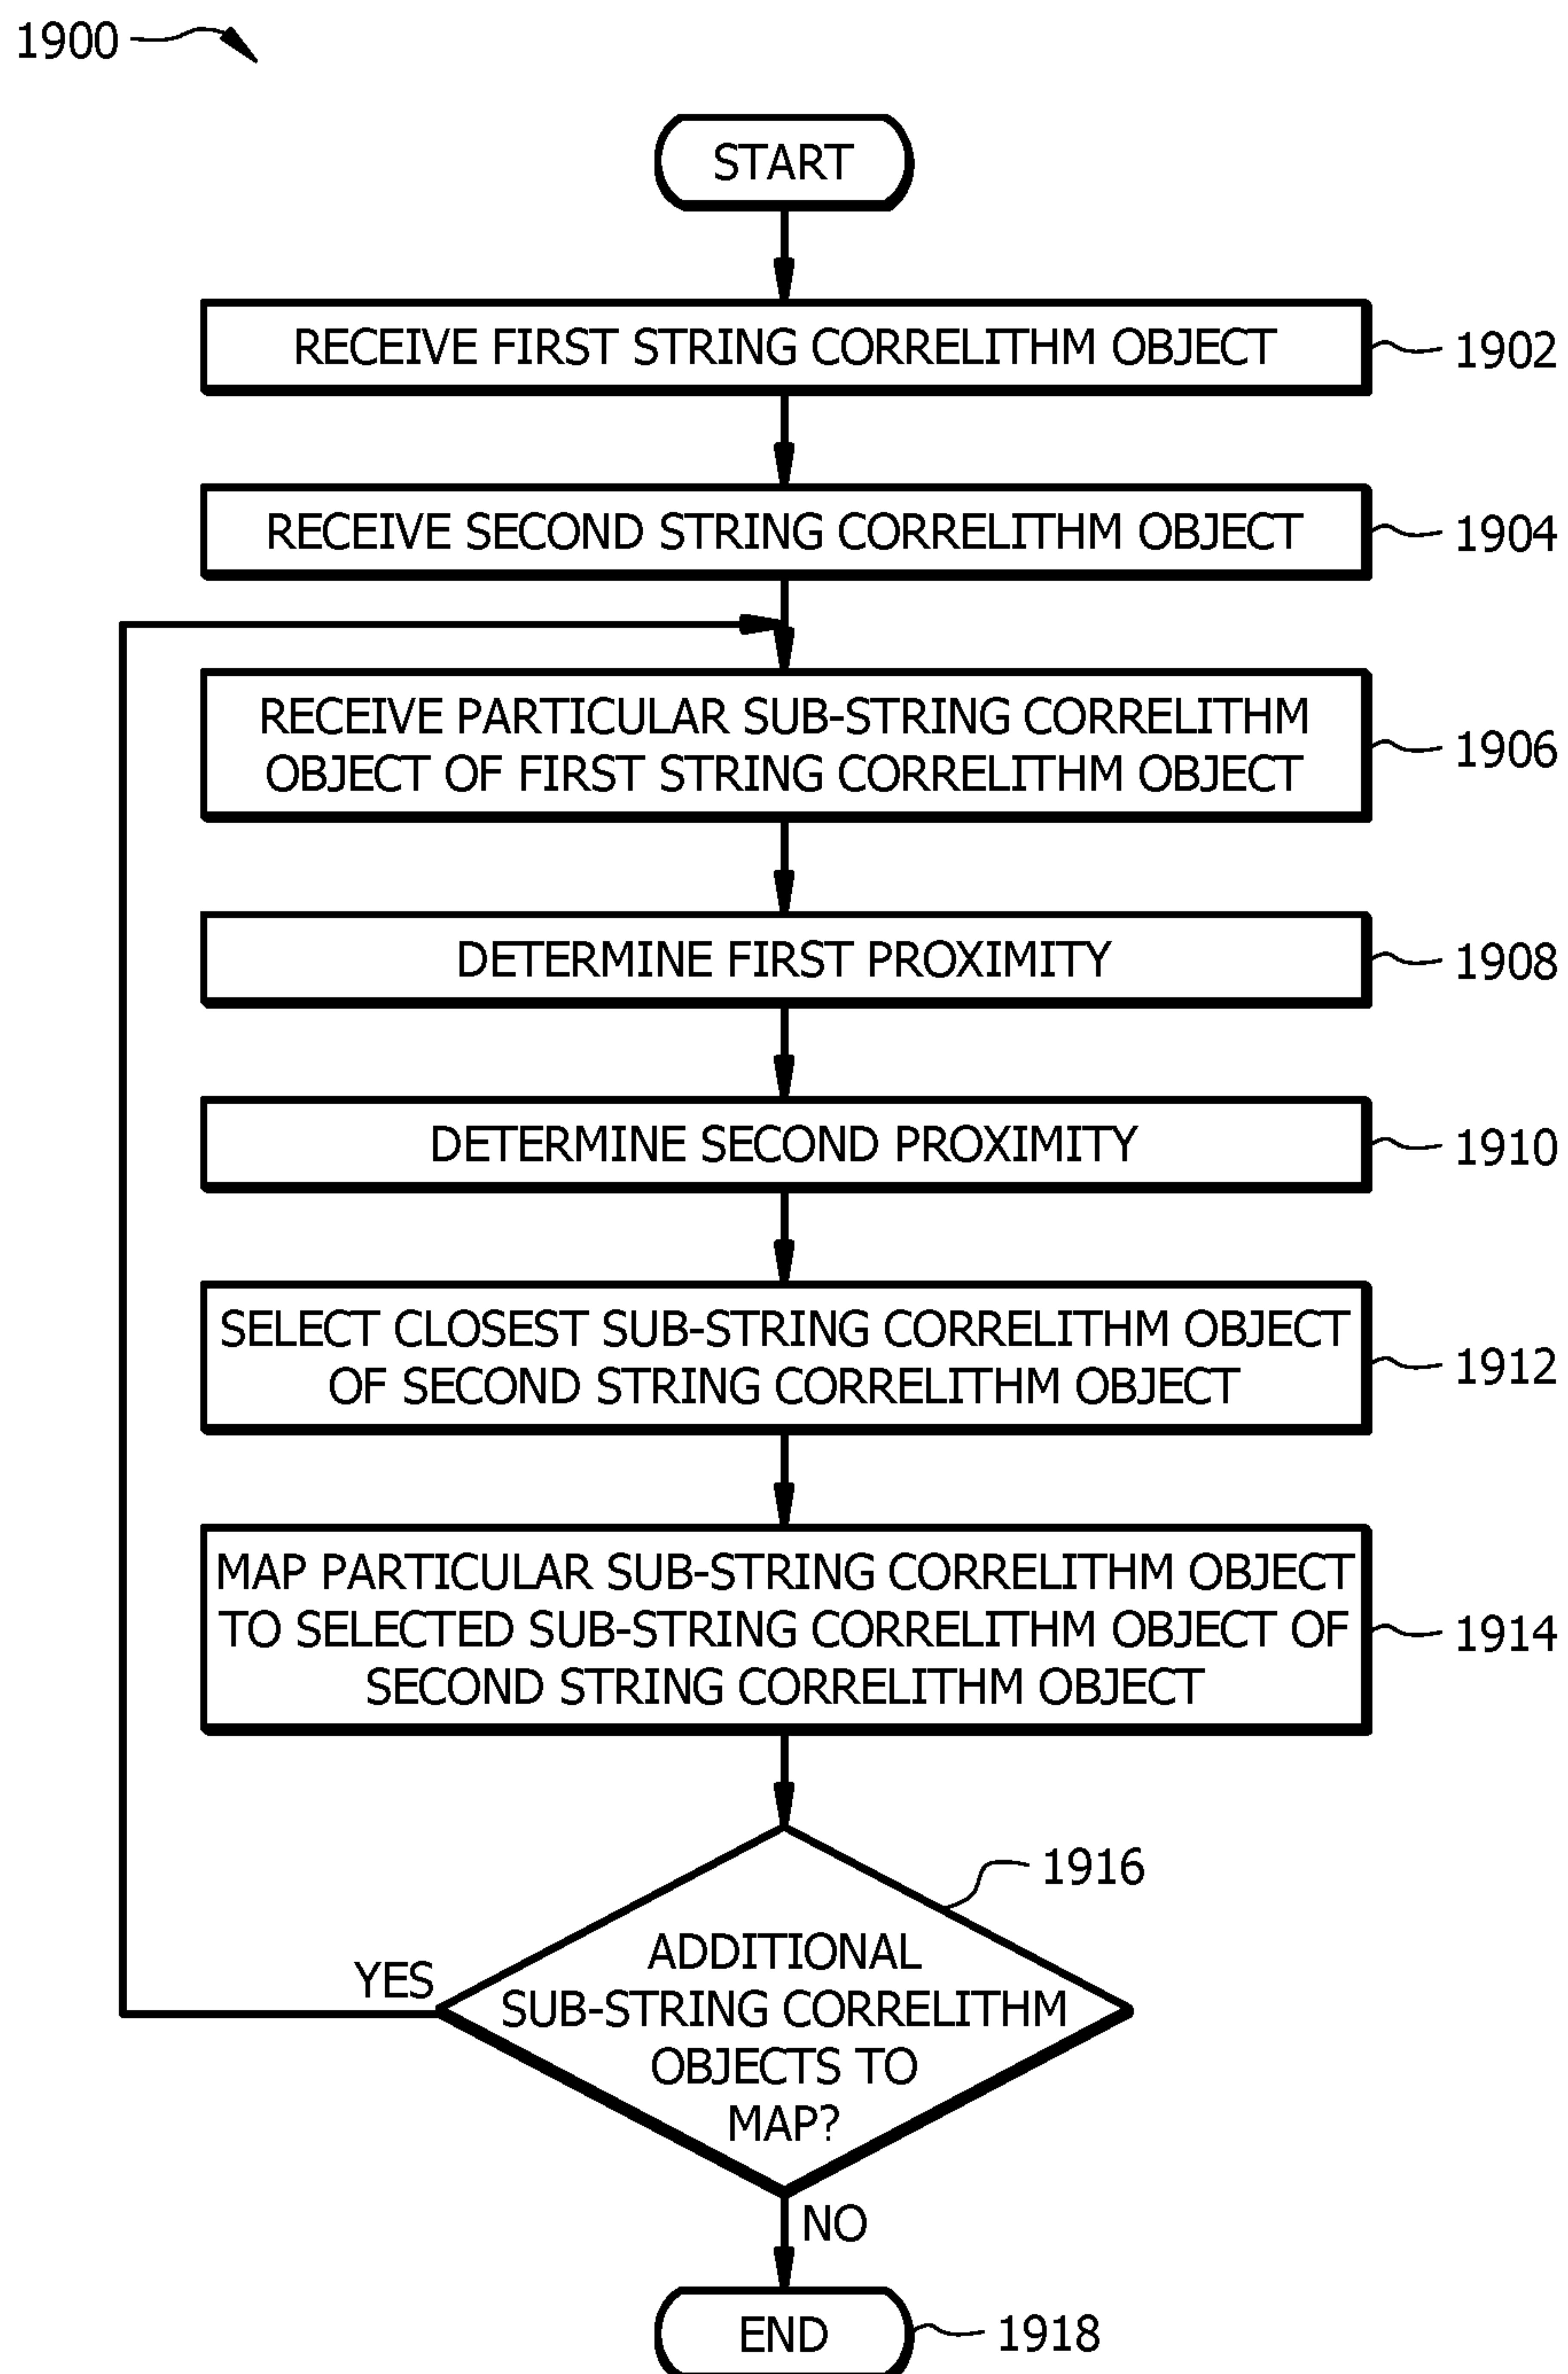 1900
START
RECEIVE FIRST STRING CORRELITHM OBJECT
1902
RECEIVE SECOND STRING CORRELITHM OBJECT
1904
RECEIVE PARTICULAR SUB-STRING CORRELITHM
OBJECT OF FIRST STRING CORRELITHM OBJECT
1906
DETERMINE FIRST PROXIMITY
1908
DETERMINE SECOND PROXIMITY
1910
SELECT CLOSEST SUB-STRING CORRELITHM OBJECT
OF SECOND STRING CORRELITHM OBJECT
1912
MAP PARTICULAR SUB-STRING CORRELITHM OBJECT
TO SELECTED SUB-STRING CORRELITHM OBJECT OF
SECOND STRING CORRELITHM OBJECT
1914
1916
ADDITIONAL
SUB-STRING CORRELITHM
OBJECTS TO
MAP?
YES
NO
END
1918